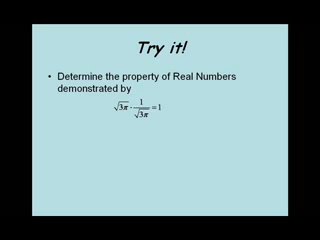 Try it!
• Determine the property of Real Numbers
demonstrated by
√3π · 1/√3π = 1